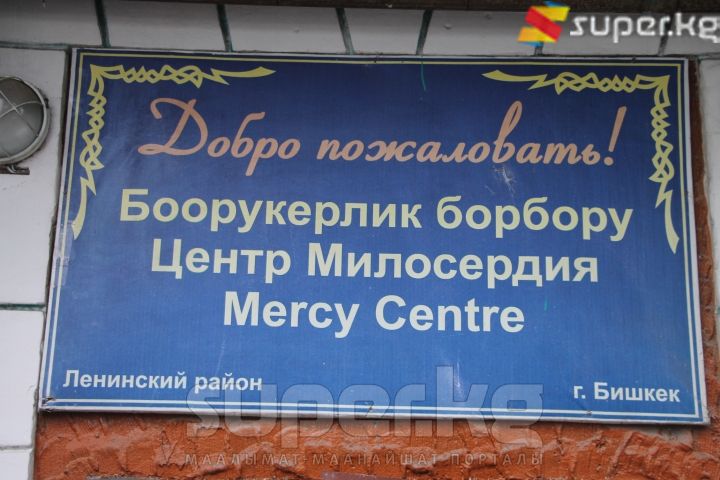 super.kg
Добро пожаловать!
Боорукерлик борбору
Центр Милосердия
Mercy Centre
Ленинский район
г. Бишкек
super.kg
МААЛЫМАТ-МААНАЙШАТ ПОРТАЛЫ